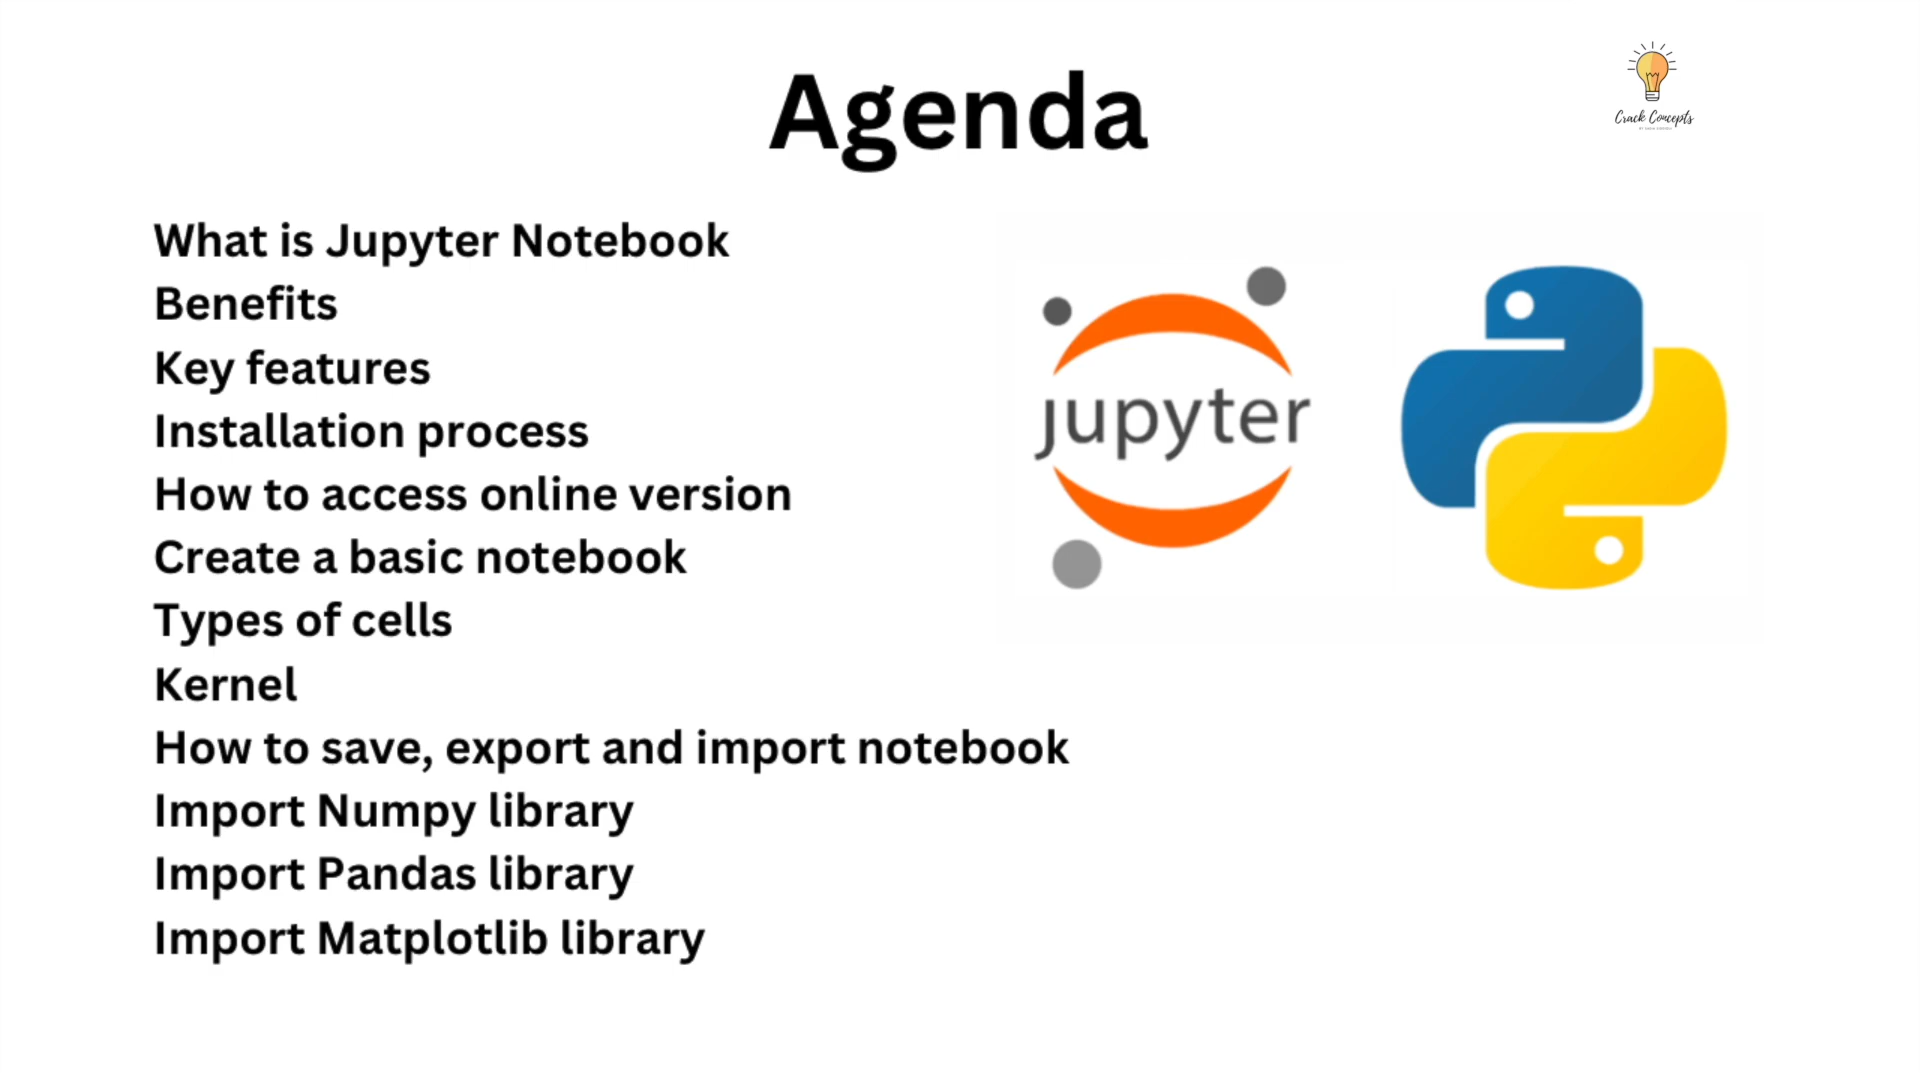 Agenda
Crack Concepts
What is Jupyter Notebook
Benefits
Key features
Installation process
How to access online version
Create a basic notebook
Types of cells
Kernel
How to save, export and import notebook
Import Numpy library
Import Pandas library
Import Matplotlib library
jupyter